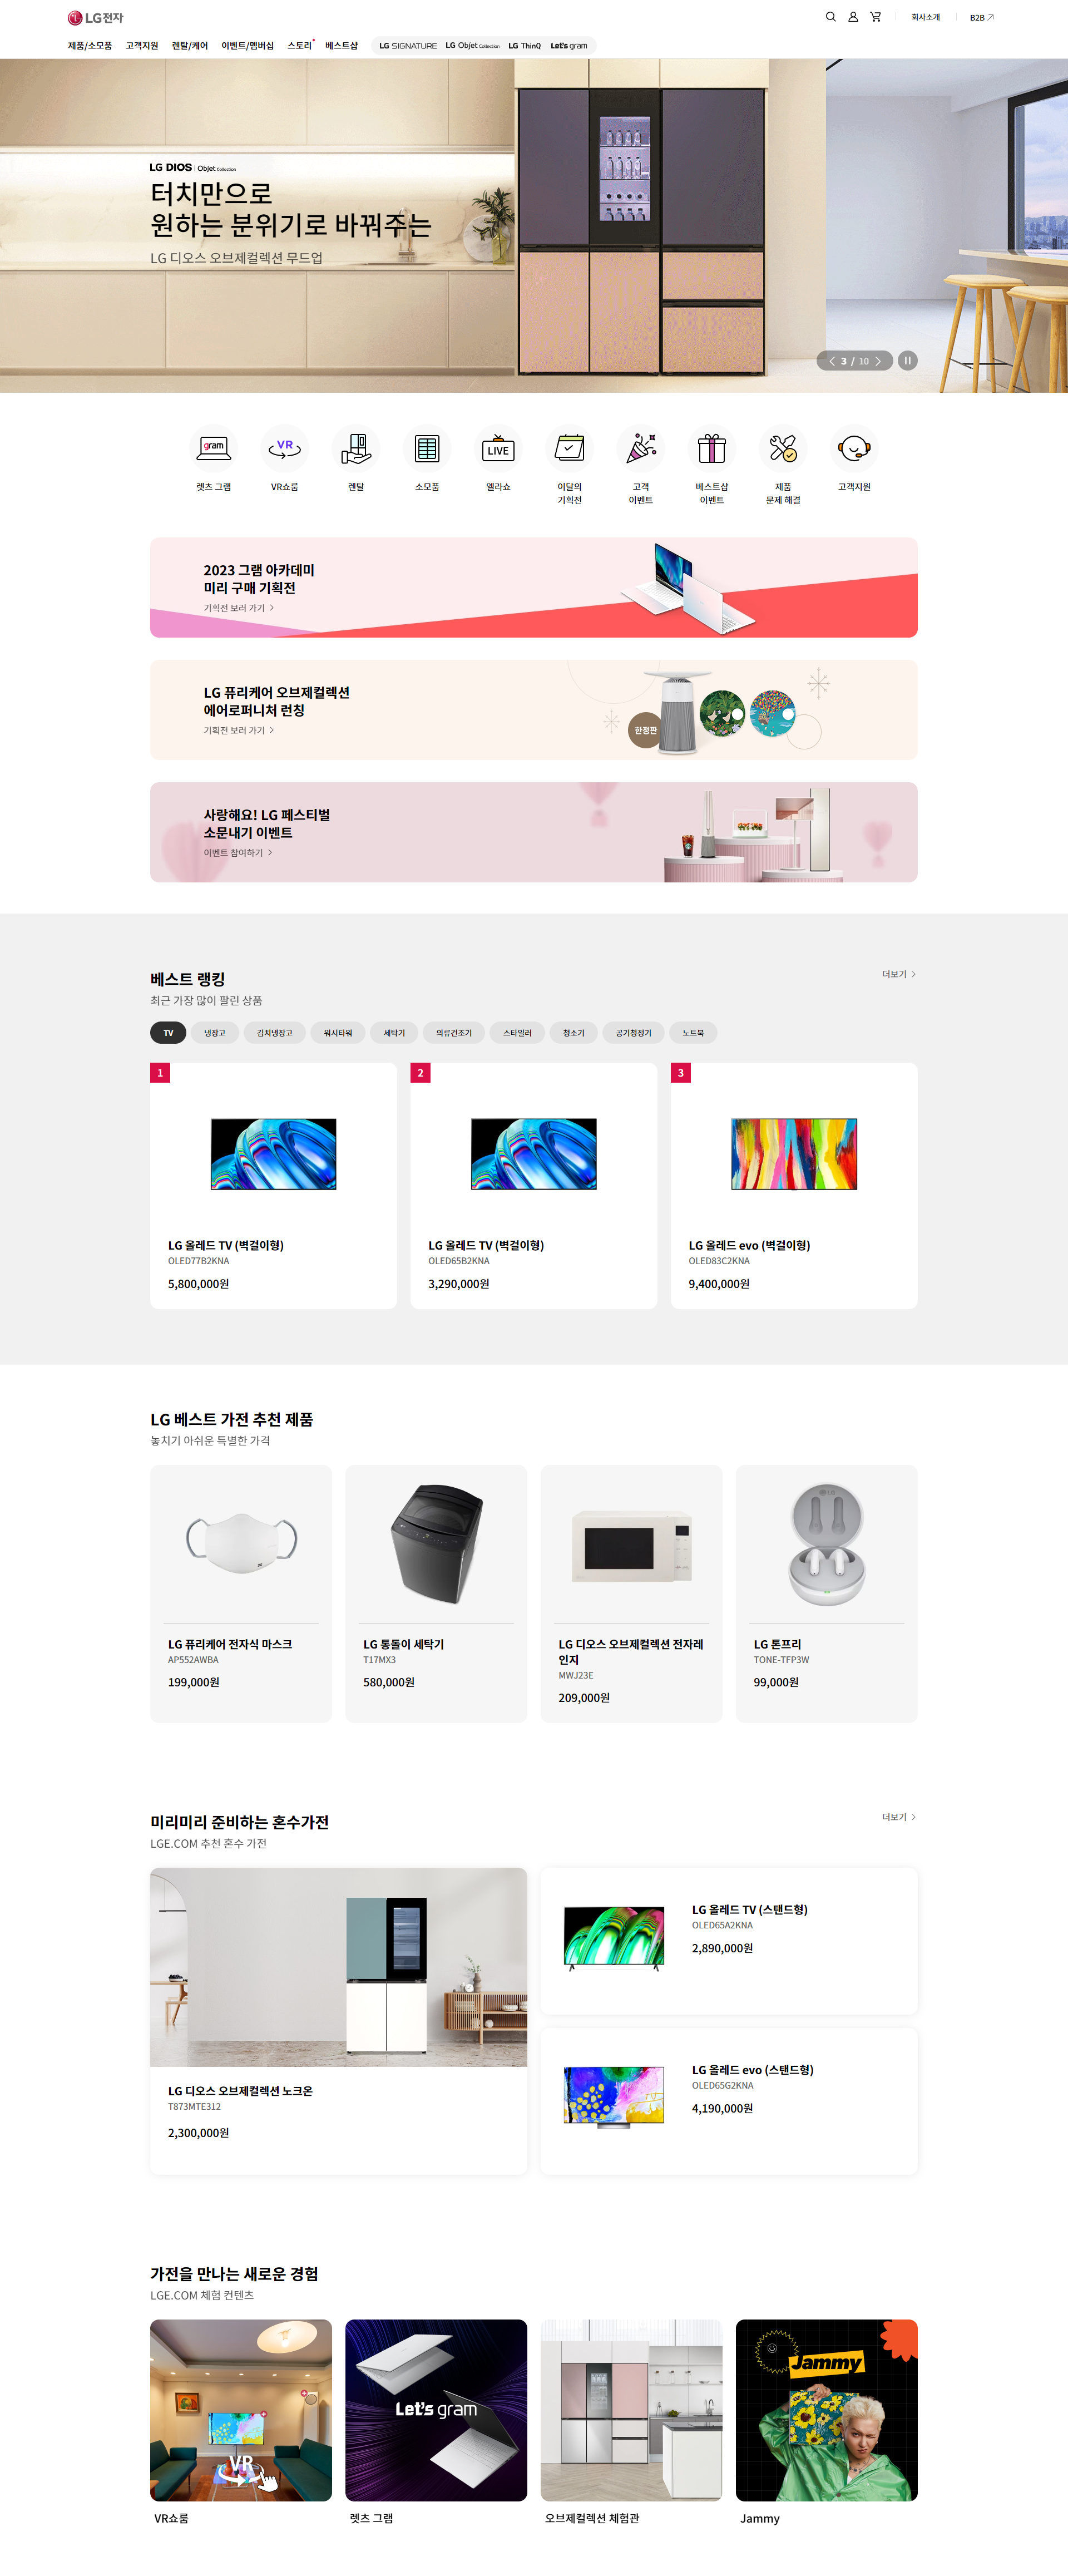 LG전자
회사소개
B2B
제품/소모품 고객지원 렌탈/케어 이벤트/멤버십 스토리 베스트샵 LG SIGNATURE LG Objet Collection LG ThinQ Let's gram
LG DIOS Objet Collection
터치만으로
원하는 분위기로 바꿔주는
LG 디오스 오브제컬렉션 무드업
3 / 10
gram
VR
LIVE
렛츠 그램
VR쇼룸
렌탈
소모품
엘라쇼
이달의
기획전
고객
이벤트
베스트샵
이벤트
제품
문제 해결
고객지원
2023 그램 아카데미
미리 구매 기획전
기획전 보러 가기
LG 퓨리케어 오브제컬렉션
에어로퍼니처 런칭
기획전 보러 가기
한정판
사랑해요! LG 페스티벌
소문내기 이벤트
이벤트 참여하기
베스트 랭킹
더보기
최근 가장 많이 팔린 상품
TV 냉장고 김치냉장고 워시타워 세탁기 의류건조기 스타일러 청소기 공기청정기 노트북
1
LG 올레드 TV (벽걸이형)
OLED77B2KNA
5,800,000원
2
LG 올레드 TV (벽걸이형)
OLED65B2KNA
3,290,000원
3
LG 올레드 evo (벽걸이형)
OLED83C2KNA
9,400,000원
LG 베스트 가전 추천 제품
놓치기 아쉬운 특별한 가격
LG 퓨리케어 전자식 마스크
AP552AWBA
199,000원
LG 통돌이 세탁기
T17MX3
580,000원
LG 디오스 오브제컬렉션 전자레
인지
MWJ23E
209,000원
LG
LG 톤프리
TONE-TFP3W
99,000원
미리미리 준비하는 혼수가전
더보기
LGE.COM 추천 혼수 가전
LG 디오스 오브제컬렉션 노크온
T873MTE312
2,300,000원
LG 올레드 TV (스탠드형)
OLED65A2KNA
2,890,000원
LG 올레드 evo (스탠드형)
OLED65G2KNA
4,190,000원
가전을 만나는 새로운 경험
LGE.COM 체험 컨텐츠
VR
VR쇼룸
Let's gram
렛츠 그램
오브제컬렉션 체험관
Jammy
Jammy